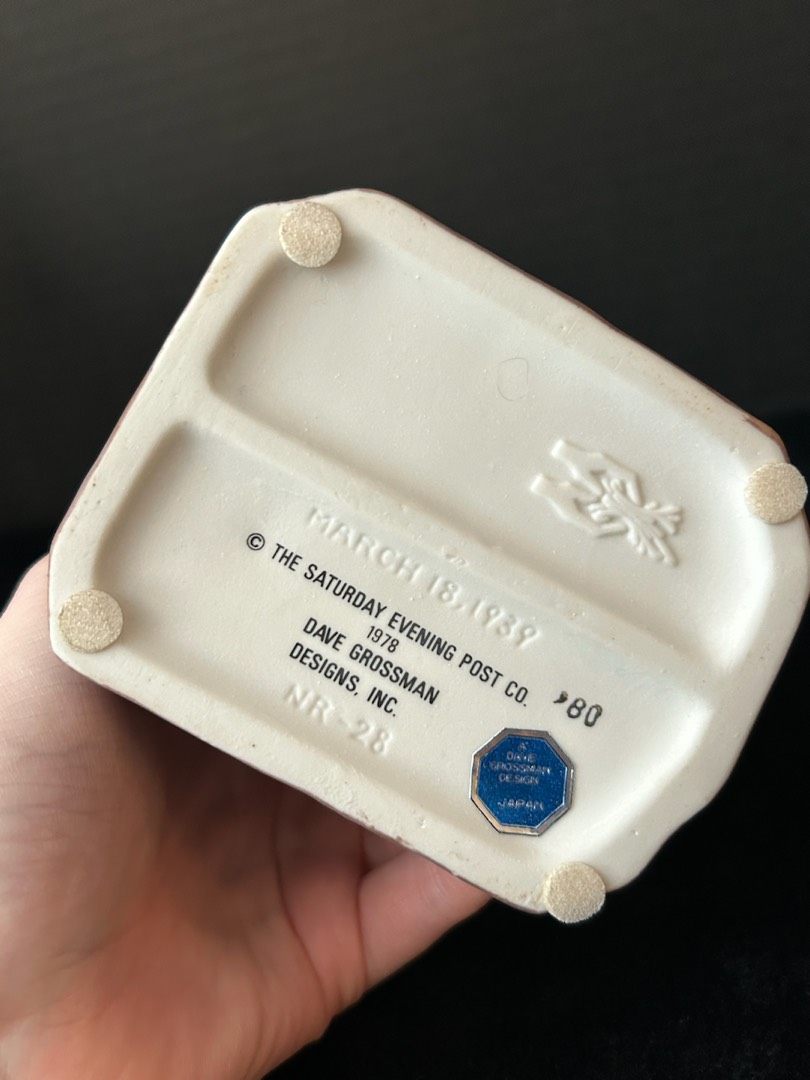 MARCH 18, 1939
© THE SATURDAY EVENING POST CO.
1978
DAVE GROSSMAN
DESIGNS, INC.
'80
NR-28
A
DAVE
GROSSMAN
DESIGN
JAPAN